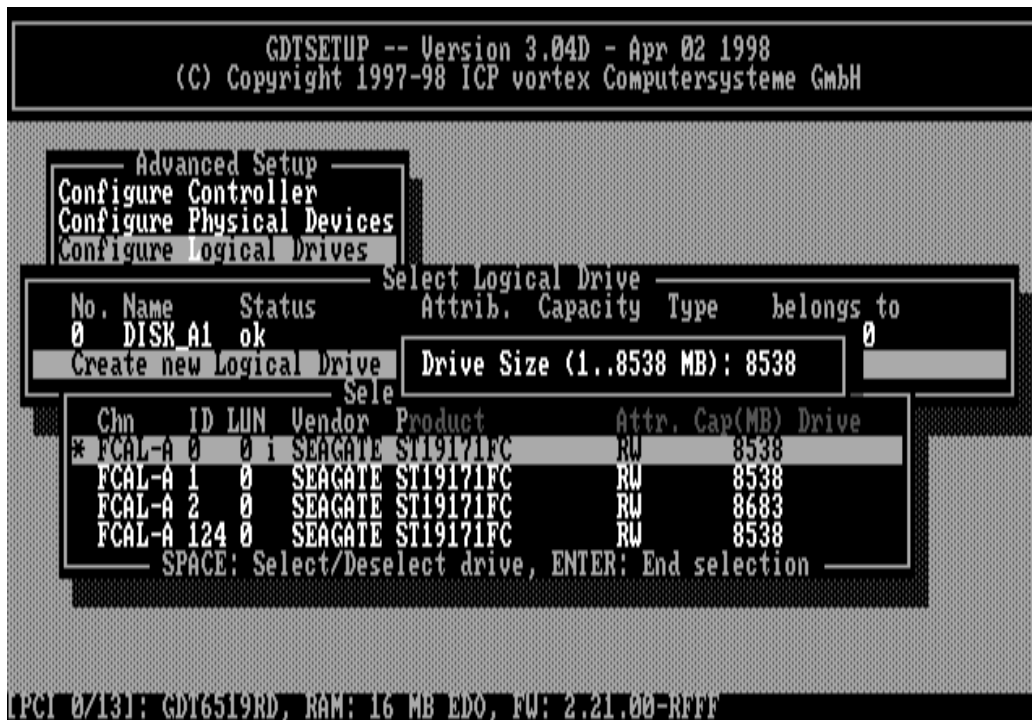 GDTSETUP -- Version 3.04D - Apr 02 1998
(C) Copyright 1997-98 ICP vortex Computersysteme GmbH
Advanced Setup
Configure Controller
Configure Physical Devices
Configure Logical Drives
Select Logical Drive
No. Name Status Attrib. Capacity Type belongs to
0 DISK_A1 ok 0
Create new Logical Drive
Drive Size (1..8538 MB): 8538
Sele
Chn ID LUN Vendor Product Attr. Cap(MB) Drive
* FCAL-A 0 0 i SEAGATE ST19171FC RW 8538
FCAL-A 1 0 SEAGATE ST19171FC RW 8538
FCAL-A 2 0 SEAGATE ST19171FC RW 8683
FCAL-A 124 0 SEAGATE ST19171FC RW 8538
SPACE: Select/Deselect drive, ENTER: End selection
[PCI 0/13]: GDT6519RD, RAM: 16 MB EDO, FW: 2.21.00-RFFF